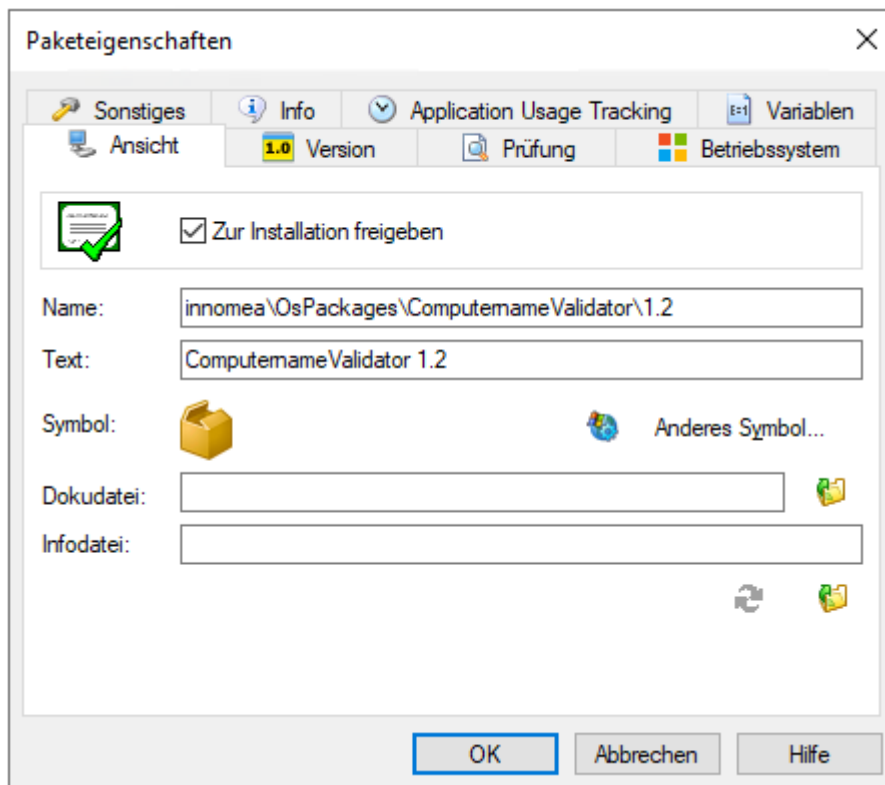 Paketeigenschaften
Sonstiges Info Application Usage Tracking E=1 Variablen
Ansicht 1.0 Version Prüfung Betriebssystem
Zur Installation freigeben
Name: innomea\OsPackages\ComputernameValidator\1.2
Text: ComputernameValidator 1.2
Symbol: Anderes Symbol...
Dokudatei:
Infodatei:
OK Abbrechen Hilfe